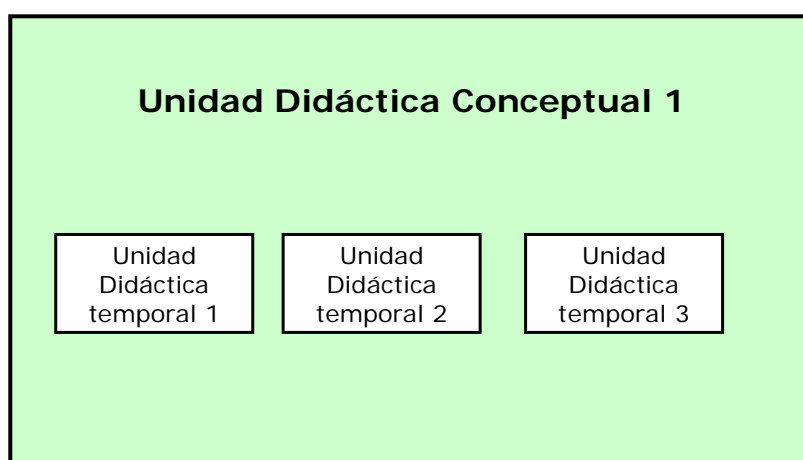 Unidad Didáctica Conceptual 1
Unidad
Didáctica
temporal 1
Unidad
Didáctica
temporal 2
Unidad
Didáctica
temporal 3